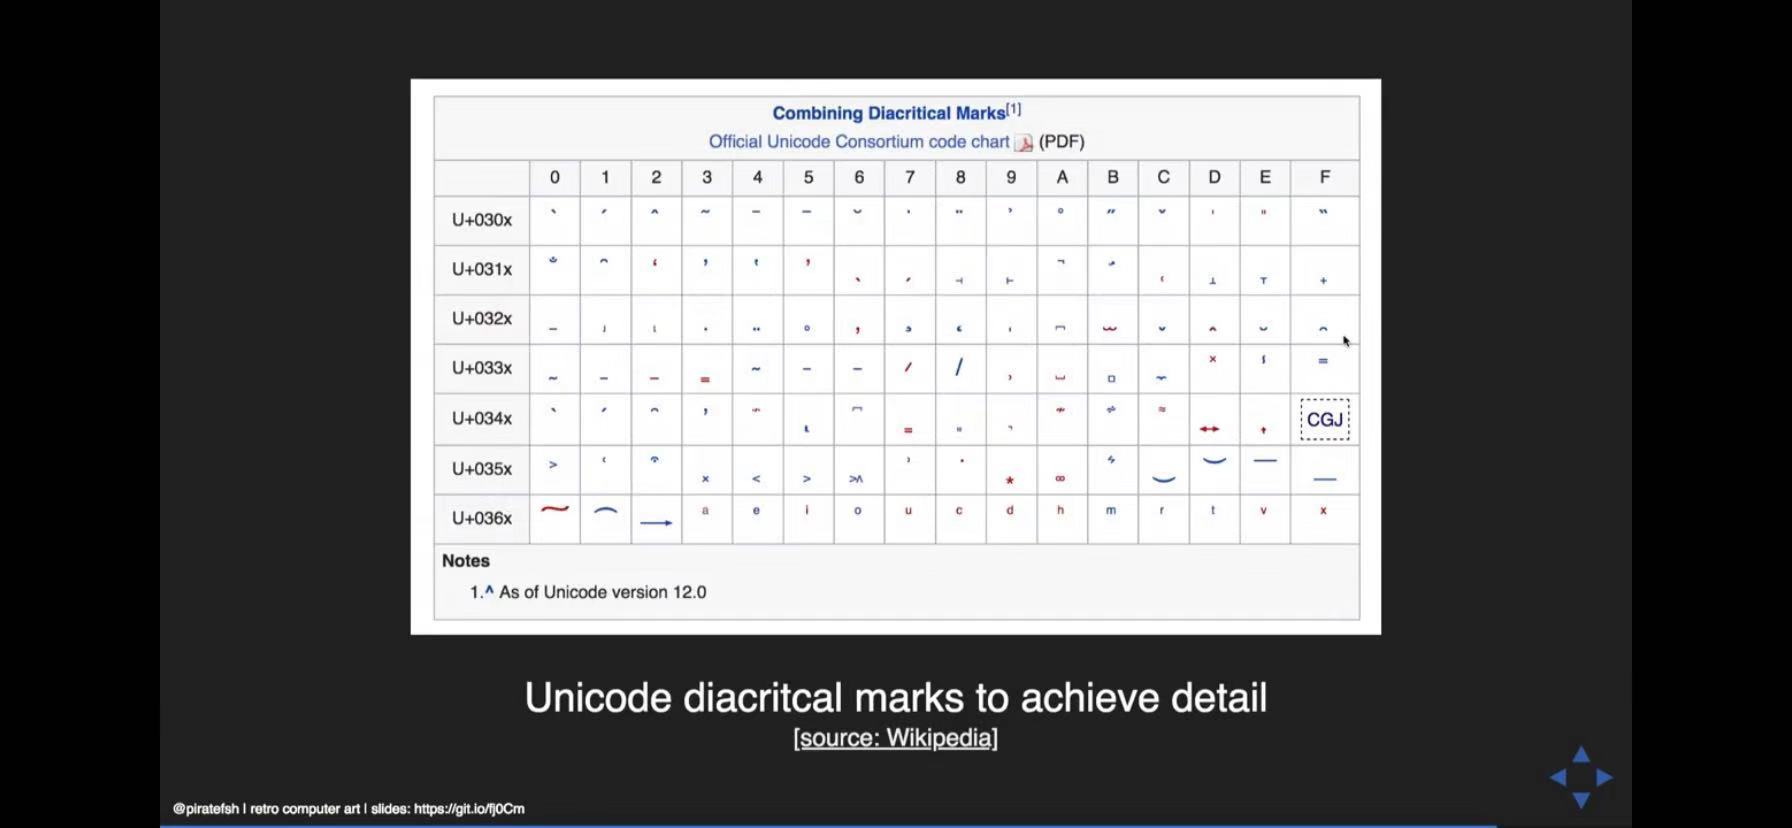 Combining Diacritical Marks[1]
Official Unicode Consortium code chart (PDF)
0 1 2 3 4 5 6 7 8 9 A B C D E F
U+030x
U+031x
U+032x
U+033x
U+034x CGJ
U+035x
U+036x a e i o u c d h m r t v x
Notes
1.^ As of Unicode version 12.0
Unicode diacritcal marks to achieve detail
[source: Wikipedia]
@piratefsh | retro computer art | slides: https://git.io/fj0Cm